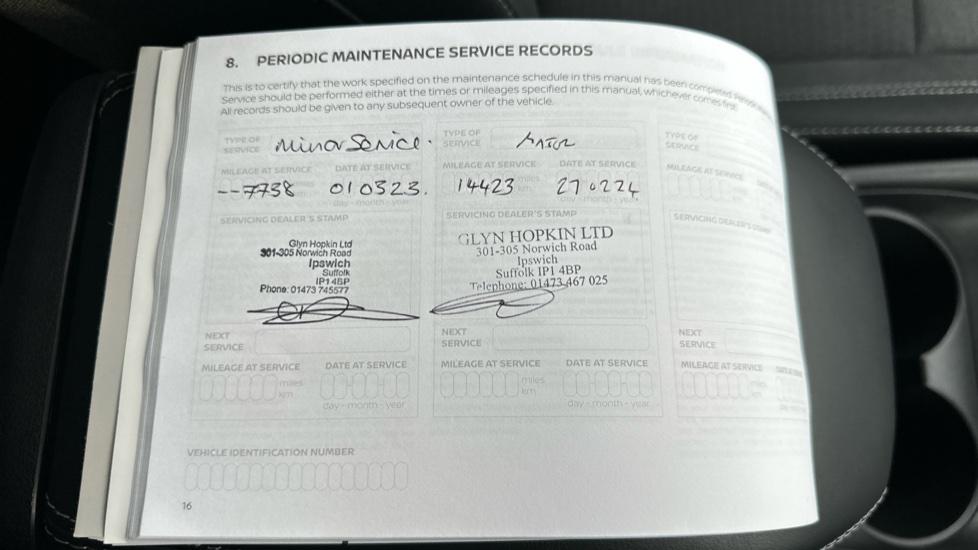 8. PERIODIC MAINTENANCE SERVICE RECORDS
This is to certify that the work specified on the maintenance schedule in this manual has been completed
Service should be performed either at the times or mileages specified in this manual, whichever comes first.
All records should be given to any subsequent owner of the vehicle.
TYPE OF SERVICE Minor Service.
MILEAGE AT SERVICE DATE AT SERVICE
--7738 010323.
day - month - year
SERVICING DEALER'S STAMP
Glyn Hopkin Ltd
301-305 Norwich Road
Ipswich
Suffolk
IP1 4BP
Phone: 01473 745577
NEXT SERVICE
MILEAGE AT SERVICE DATE AT SERVICE
miles
km
day - month - year
TYPE OF SERVICE
MILEAGE AT SERVICE DATE AT SERVICE
14423 miles 270224
km day - month - year
SERVICING DEALER'S STAMP
GLYN HOPKIN LTD
301-305 Norwich Road
Ipswich
Suffolk IP1 4BP
Telephone: 01473 467 025
NEXT SERVICE
MILEAGE AT SERVICE DATE AT SERVICE
miles
km
day - month - year
TYPE OF SERVICE
MILEAGE AT SERVICE
SERVICING DEALER'S STAMP
NEXT SERVICE
MILEAGE AT SERVICE
miles
km
VEHICLE IDENTIFICATION NUMBER
16